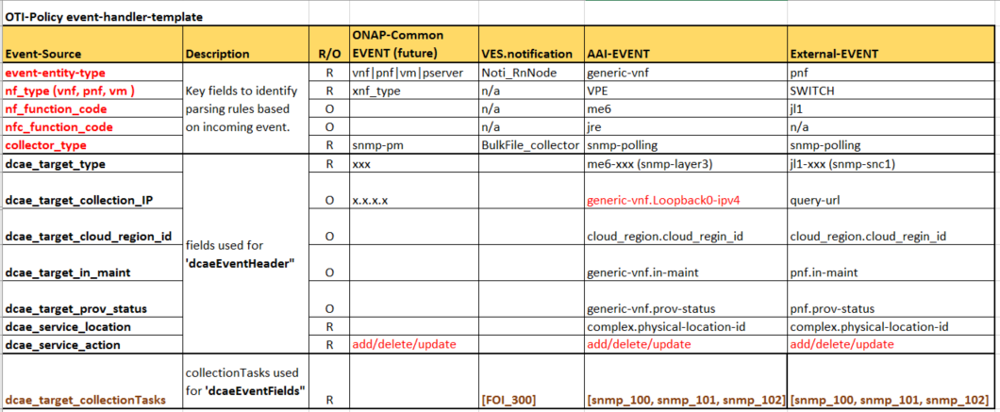 OTI-Policy event-handler-template
Event-Source Description R/O ONAP-Common EVENT (future) VES.notification AAI-EVENT External-EVENT
event-entity-type R vnf|pnf|vm|pserver Noti_RnNode generic-vnf pnf
nf_type (vnf, pnf, vm ) Key fields to identify R xnf_type n/a VPE SWITCH
nf_function_code parsing rules based O n/a me6 jl1
nfc_function_code on incoming event. O n/a jre n/a
collector_type R snmp-pm BulkFile_collector snmp-polling snmp-polling
dcae_target_type R xxx me6-xxx (snmp-layer3) jl1-xxx (snmp-snc1)
dcae_target_collection_IP O x.x.x.x generic-vnf.Loopback0-ipv4 query-url
dcae_target_cloud_region_id O cloud_region.cloud_regin_id cloud_region.cloud_regin_id
fields used for
'dcaeEventHeader"
dcae_target_in_maint O generic-vnf.in-maint pnf.in-maint
dcae_target_prov_status O generic-vnf.prov-status pnf.prov-status
dcae_service_location R complex.physical-location-id complex.physical-location-id
dcae_service_action R add/delete/update add/delete/update add/delete/update
collectionTasks used
for 'dcaeEventFields"
dcae_target_collectionTasks R [FOI_300] [snmp_100, snmp_101, snmp_102] [snmp_100, snmp_101, snmp_102]